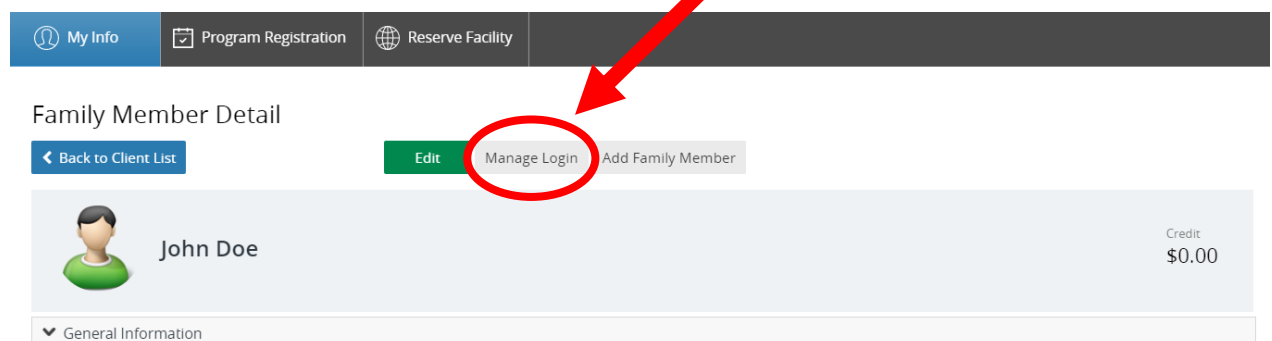 My Info Program Registration Reserve Facility
Family Member Detail
Back to Client List Edit Manage Login Add Family Member
Credit
John Doe
$0.00
General Information